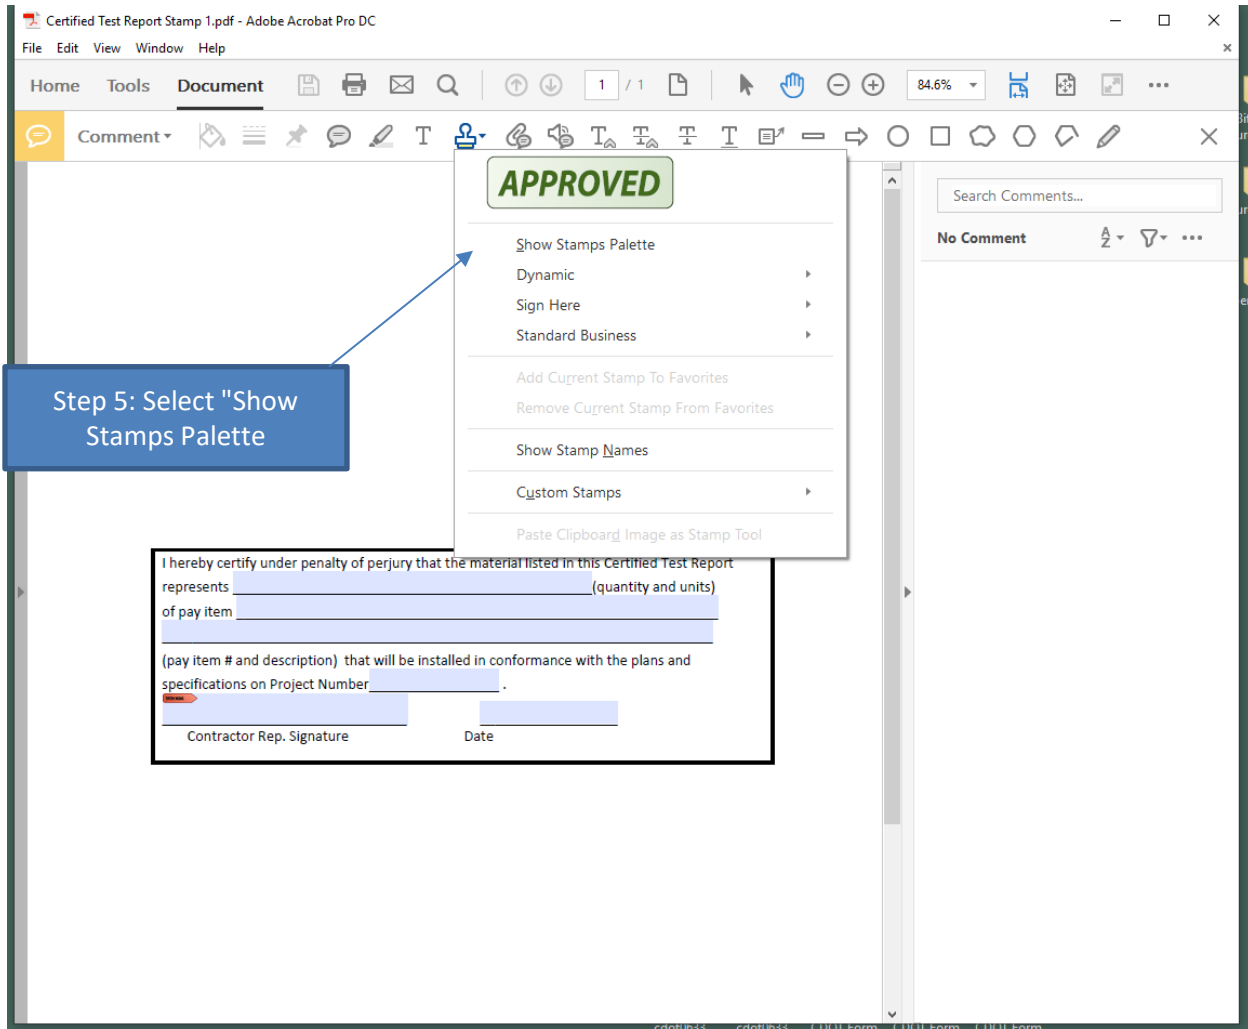 Certified Test Report Stamp 1.pdf - Adobe Acrobat Pro DC
File Edit View Window Help
Home Tools Document 1 / 1 84.6%
Comment
APPROVED
Show Stamps Palette
Dynamic
Sign Here
Standard Business
Add Current Stamp To Favorites
Remove Current Stamp From Favorites
Show Stamp Names
Custom Stamps
Paste Clipboard Image as Stamp Tool
Search Comments...
No Comment
Step 5: Select "Show
Stamps Palette
I hereby certify under penalty of perjury that the material listed in this Certified Test Report
represents (quantity and units)
of pay item
(pay item # and description) that will be installed in conformance with the plans and
specifications on Project Number .
Contractor Rep. Signature Date